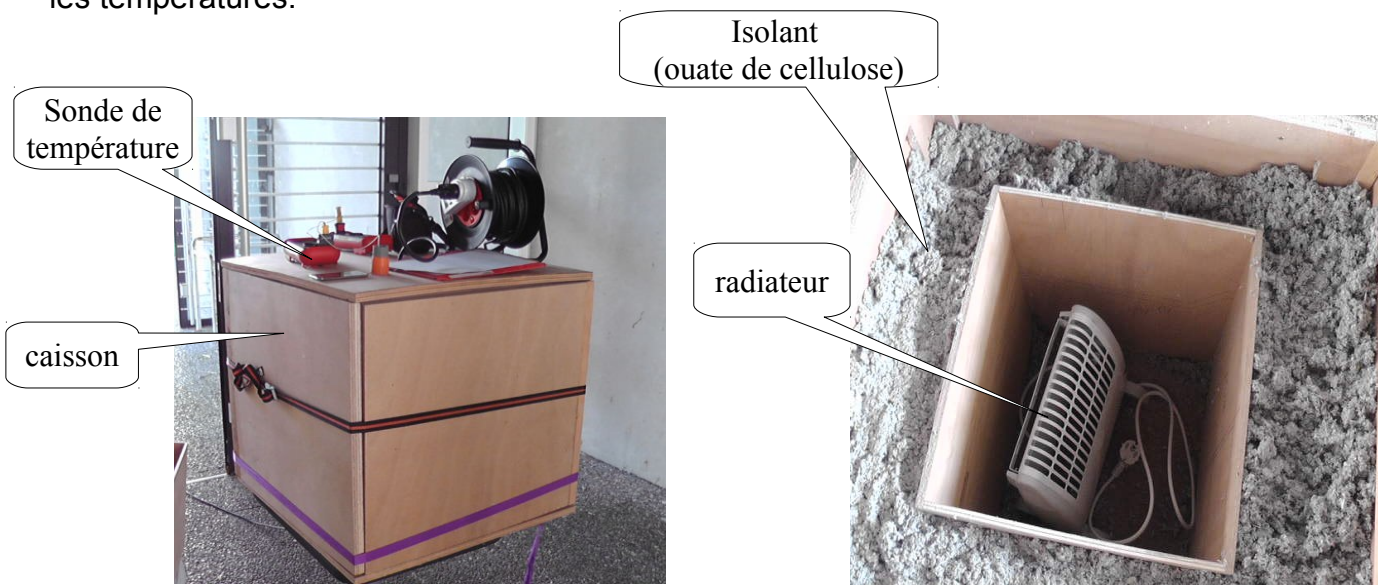 les températures.
Isolant
(ouate de cellulose)
Sonde de
température
radiateur
caisson